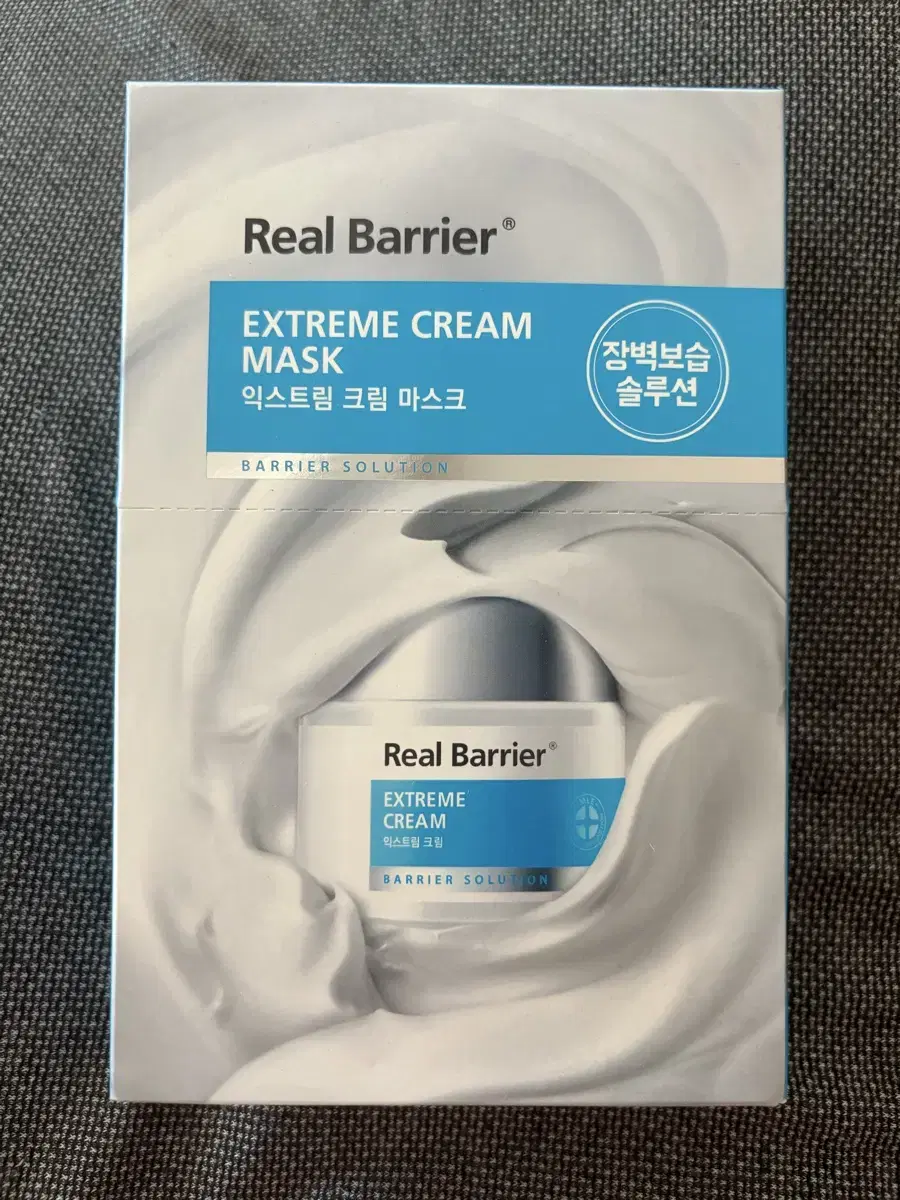 Real Barrier®
EXTREME CREAM
MASK
익스트림 크림 마스크
장벽보습
솔루션
BARRIER SOLUTION
Real Barrier®
EXTREME
CREAM
익스트림 크림
BARRIER SOLUTION